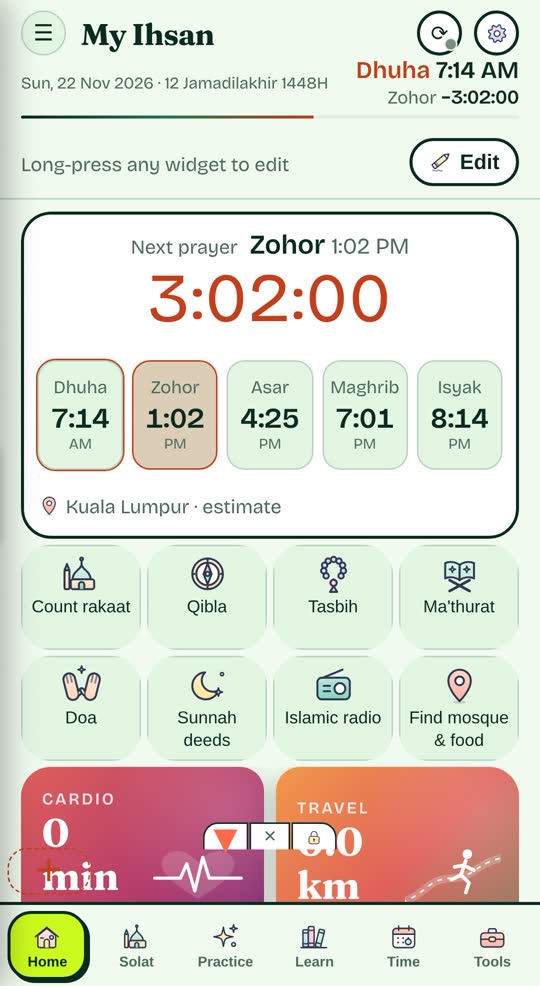 My Ihsan
Dhuha 7:14 AM
Sun, 22 Nov 2026 · 12 Jamadilakhir 1448H
Zohor −3:02:00
Long-press any widget to edit
Edit
Next prayer Zohor 1:02 PM
3:02:00
Dhuha Zohor Asar Maghrib Isyak
7:14 1:02 4:25 7:01 8:14
AM PM PM PM PM
Kuala Lumpur · estimate
Count rakaat Qibla Tasbih Ma'thurat
Doa Sunnah deeds Islamic radio Find mosque & food
CARDIO
0
min
TRAVEL
0.0
km
Home Solat Practice Learn Time Tools